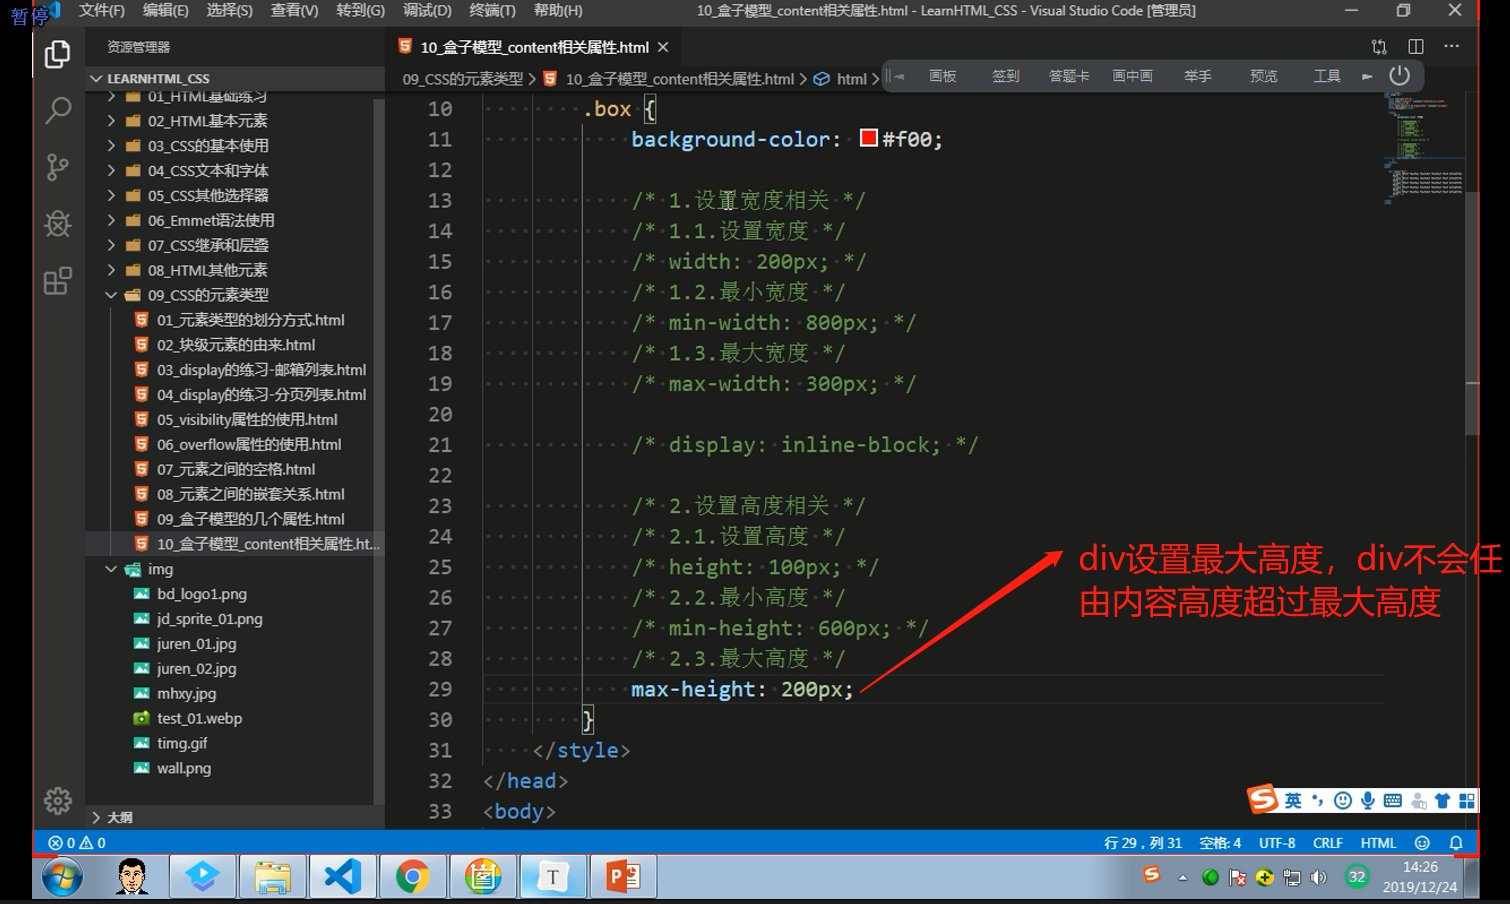 暂停
文件(F) 编辑(E) 选择(S) 查看(V) 转到(G) 调试(D) 终端(T) 帮助(H) 10_盒子模型_content相关属性.html - LearnHTML_CSS - Visual Studio Code [管理员]
资源管理器
10_盒子模型_content相关属性.html
09_CSS的元素类型 > 10_盒子模型_content相关属性.html > html >
画板 签到 答题卡 画中画 举手 预览 工具
LEARNHTML_CSS
01_HTML基础练习
02_HTML基本元素
03_CSS的基本使用
04_CSS文本和字体
05_CSS其他选择器
06_Emmet语法使用
07_CSS继承和层叠
08_HTML其他元素
09_CSS的元素类型
01_元素类型的划分方式.html
02_块级元素的由来.html
03_display的练习-邮箱列表.html
04_display的练习-分页列表.html
05_visibility属性的使用.html
06_overflow属性的使用.html
07_元素之间的空格.html
08_元素之间的嵌套关系.html
09_盒子模型的几个属性.html
10_盒子模型_content相关属性.ht...
img
bd_logo1.png
jd_sprite_01.png
juren_01.jpg
juren_02.jpg
mhxy.jpg
test_01.webp
timg.gif
wall.png
大纲
10 .box {
11 background-color: #f00;
12
13 /* 1.设置宽度相关 */
14 /* 1.1.设置宽度 */
15 /* width: 200px; */
16 /* 1.2.最小宽度 */
17 /* min-width: 800px; */
18 /* 1.3.最大宽度 */
19 /* max-width: 300px; */
20
21 /* display: inline-block; */
22
23 /* 2.设置高度相关 */
24 /* 2.1.设置高度 */
25 /* height: 100px; */
26 /* 2.2.最小高度 */
27 /* min-height: 600px; */
28 /* 2.3.最大高度 */
29 max-height: 200px;
30 }
31 </style>
32 </head>
33 <body>
div设置最大高度，div不会任
由内容高度超过最大高度
英
0 0 行 29，列 31 空格: 4 UTF-8 CRLF HTML
T P 32 14:26
2019/12/24